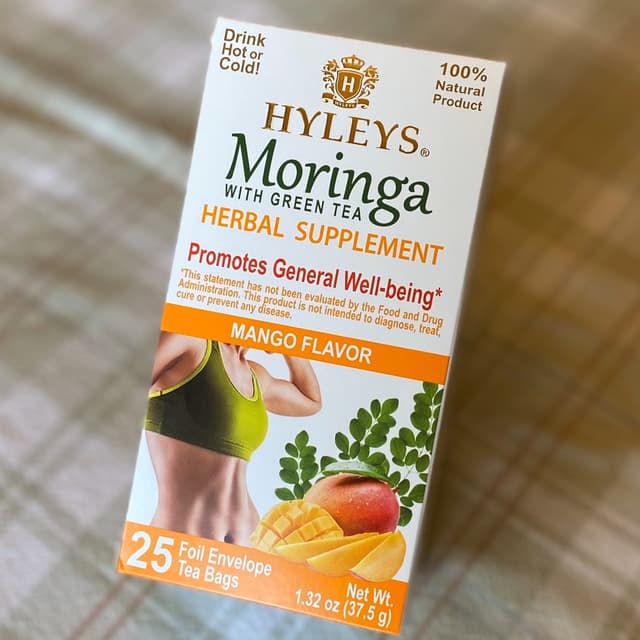 Drink
Hot or
Cold!
100%
Natural
Product
H
HYLEYS®
Moringa
WITH GREEN TEA
HERBAL SUPPLEMENT
Promotes General Well-being*
*This statement has not been evaluated by the Food and Drug
Administration. This product is not intended to diagnose, treat,
cure or prevent any disease.
MANGO FLAVOR
25 Foil Envelope
Tea Bags
Net Wt.
1.32 oz (37.5 g)